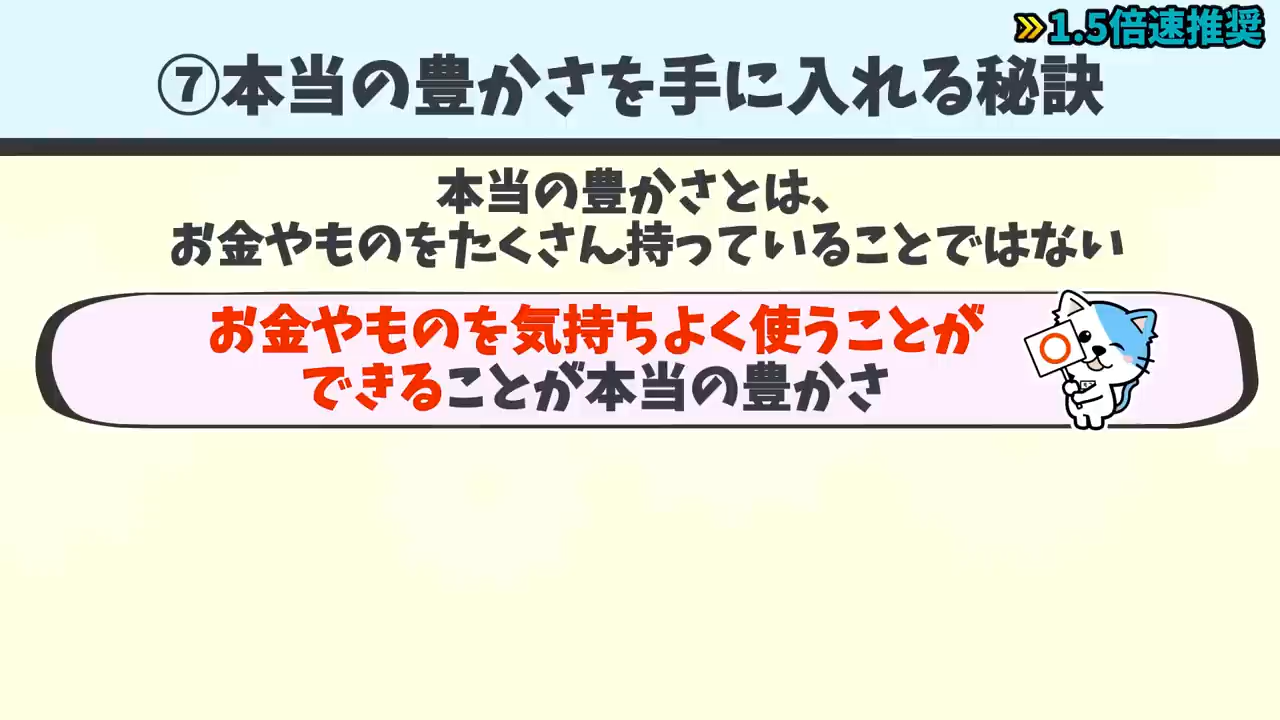 1.5倍速推奨
⑦本当の豊かさを手に入れる秘訣
本当の豊かさとは、
お金やものをたくさん持っていることではない
お金やものを気持ちよく使うことが
できることが本当の豊かさ